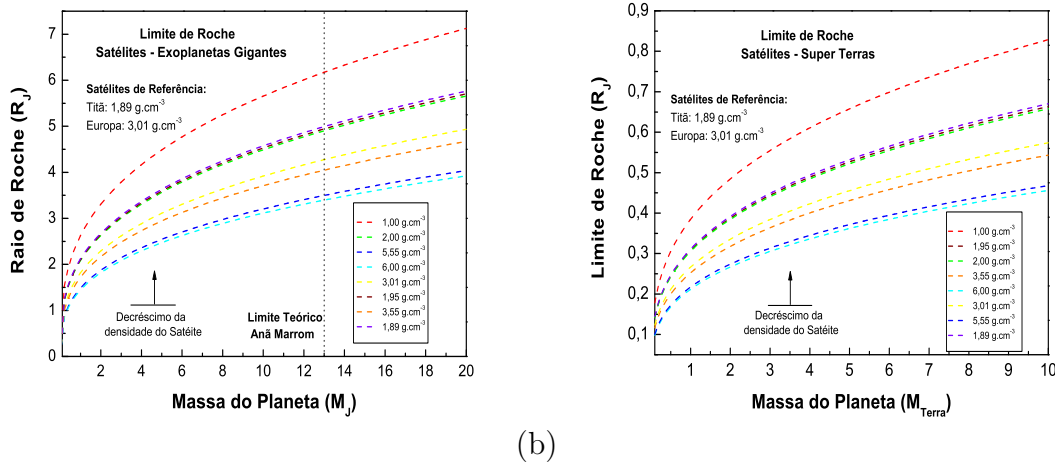 Limite de Roche
Satélites - Exoplanetas Gigantes
Satélites de Referência:
Titã: 1,89 g.cm-3
Europa: 3,01 g.cm-3
Raio de Roche (RJ)
7
6
5
4
3
2
1
0
1,00 g.cm-3
2,00 g.cm-3
5,55 g.cm-3
6,00 g.cm-3
3,01 g.cm-3
1,95 g.cm-3
3,55 g.cm-3
1,89 g.cm-3
Decréscimo da
densidade do Satéite
Limite Teórico
Anã Marrom
2 4 6 8 10 12 14 16 18 20
Massa do Planeta (MJ)
Limite de Roche
Satélites - Super Terras
Satélites de Referência:
Titã: 1,89 g.cm-3
Europa: 3,01 g.cm-3
Limite de Roche (RJ)
0,9
0,8
0,7
0,6
0,5
0,4
0,3
0,2
0,1
1,00 g.cm-3
1,95 g.cm-3
2,00 g.cm-3
3,55 g.cm-3
6,00 g.cm-3
3,01 g.cm-3
5,55 g.cm-3
1,89 g.cm-3
Decréscimo da
densidade do Satéite
1 2 3 4 5 6 7 8 9 10
Massa do Planeta (MTerra)
(b)